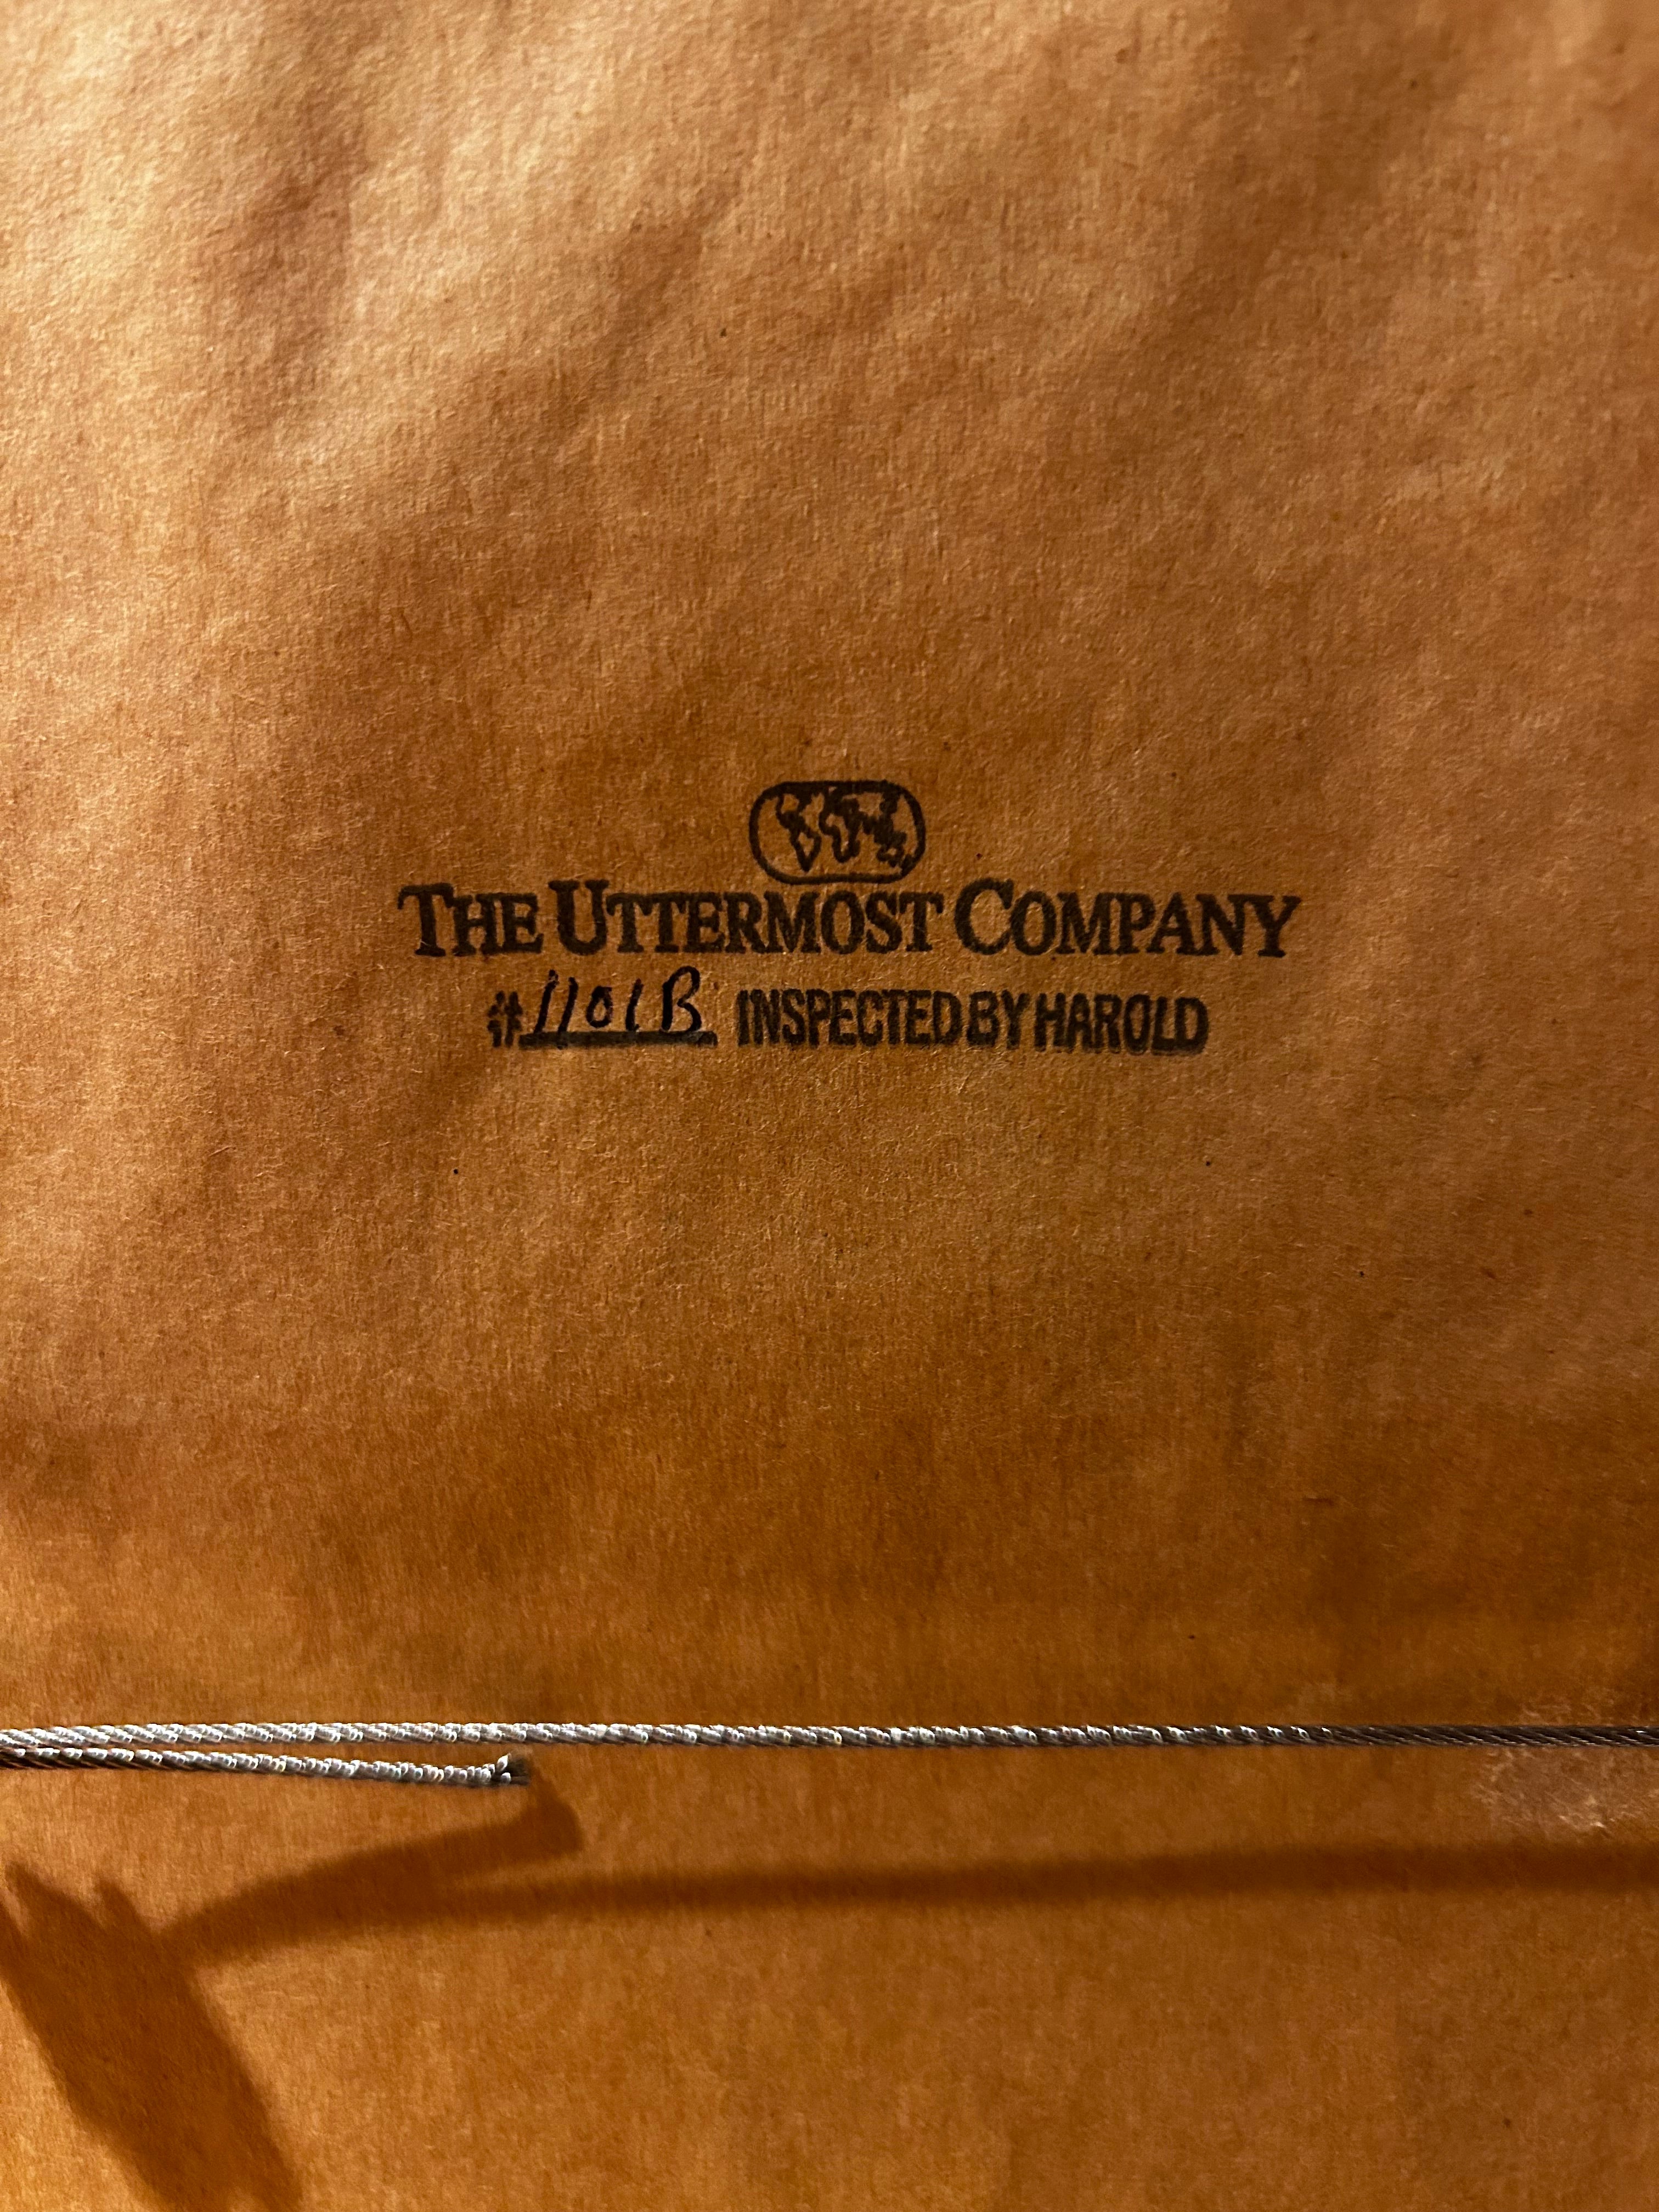 THE UTTERMOST COMPANY
#1101B INSPECTED BY HAROLD